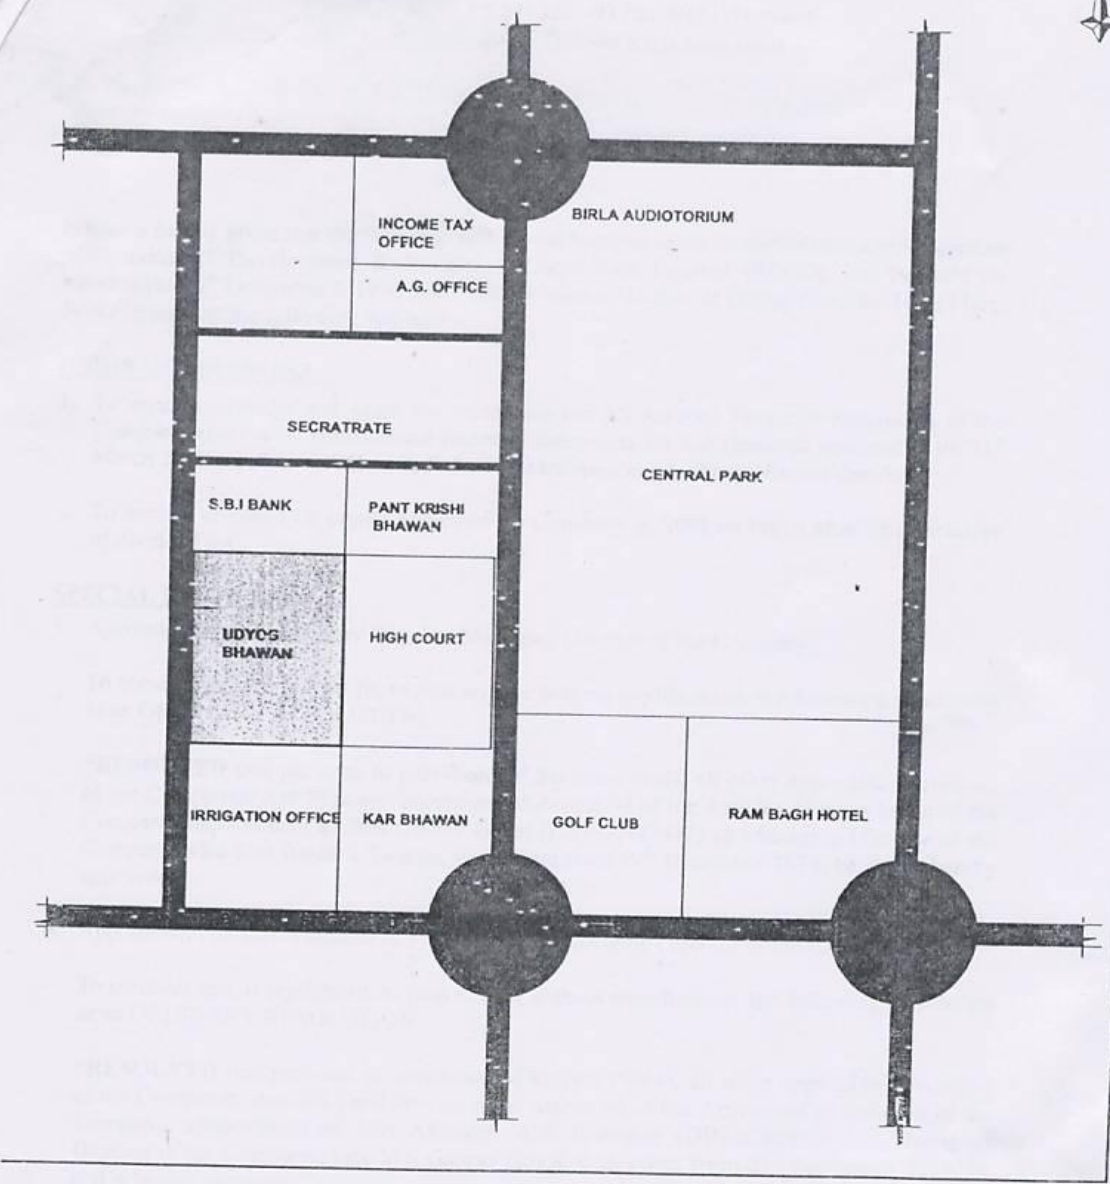 INCOME TAX
OFFICE
BIRLA AUDIOTORIUM
A.G. OFFICE
SECRATRATE
S.B.I BANK
PANT KRISHI
BHAWAN
CENTRAL PARK
UDYOG
BHAWAN
HIGH COURT
IRRIGATION OFFICE
KAR BHAWAN
GOLF CLUB
RAM BAGH HOTEL